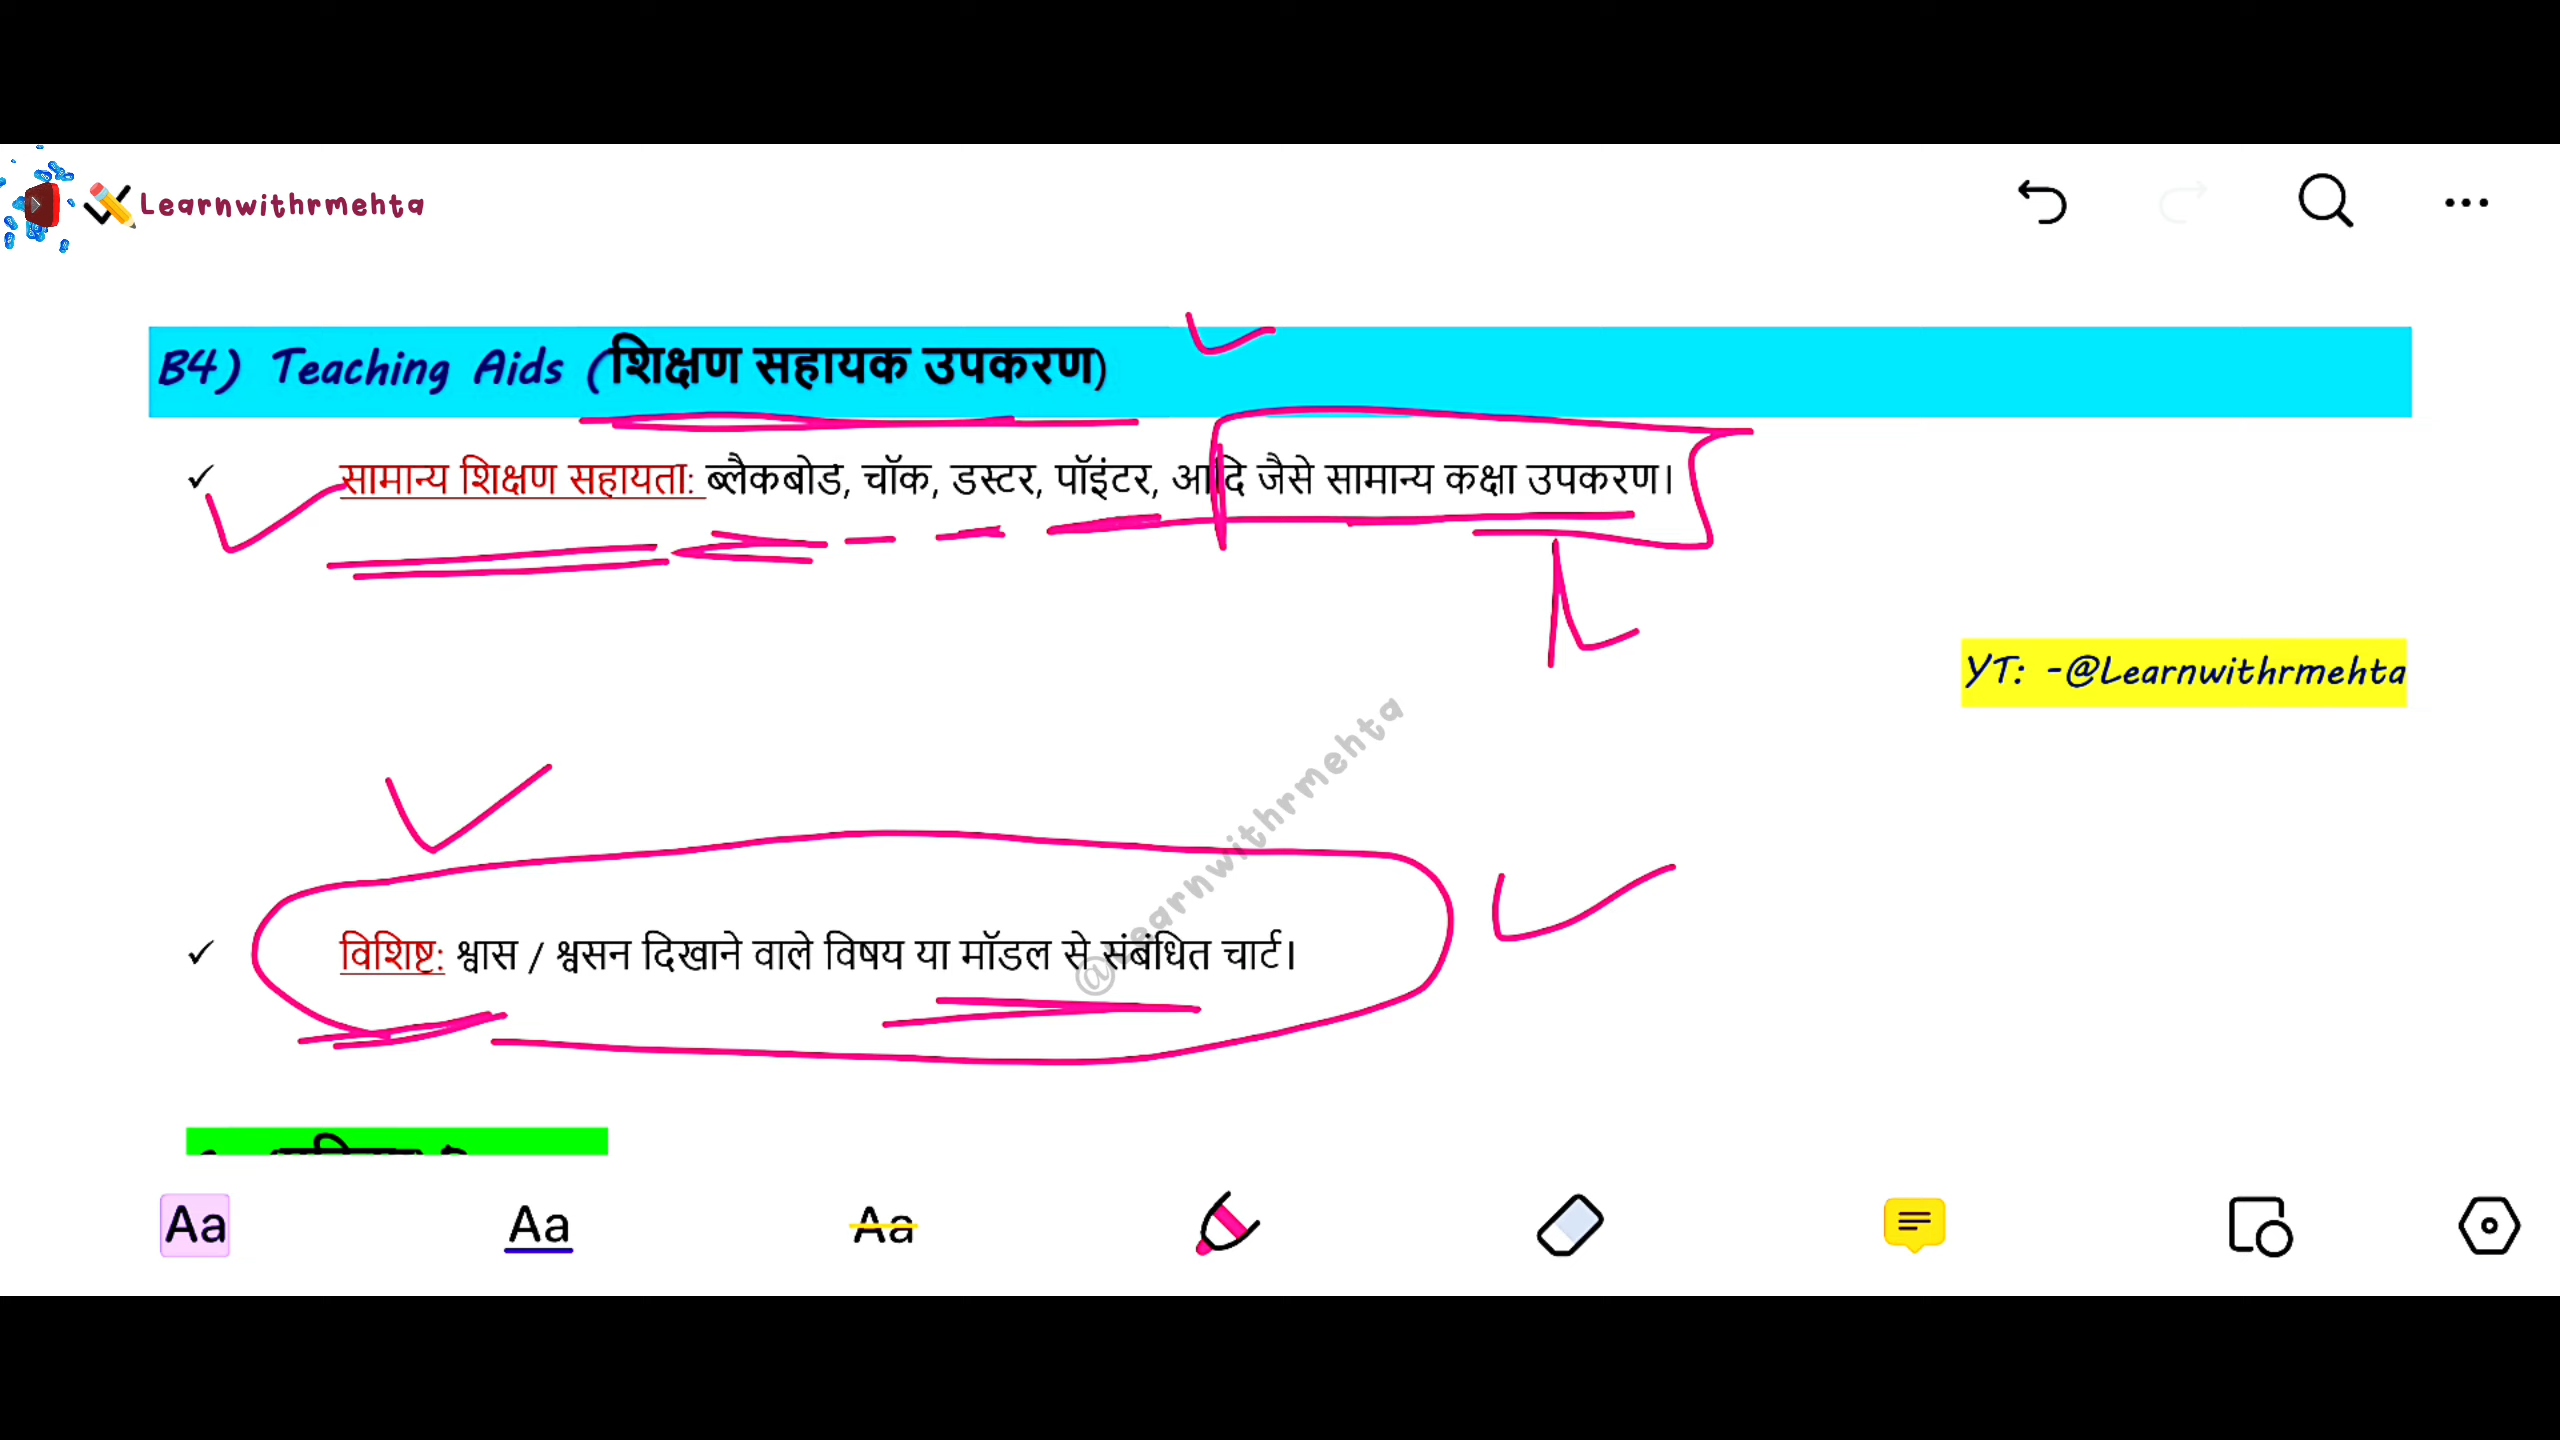 Learnwithrmehta
B4) Teaching Aids (शिक्षण सहायक उपकरण)
✓ सामान्य शिक्षण सहायता: ब्लैकबोर्ड, चॉक, डस्टर, पॉइंटर, आदि जैसे सामान्य कक्षा उपकरण।
YT: -@Learnwithrmehta
@Learnwithrmehta
✓ विशिष्ट: श्वास / श्वसन दिखाने वाले विषय या मॉडल से संबंधित चार्ट।
Aa Aa Aa